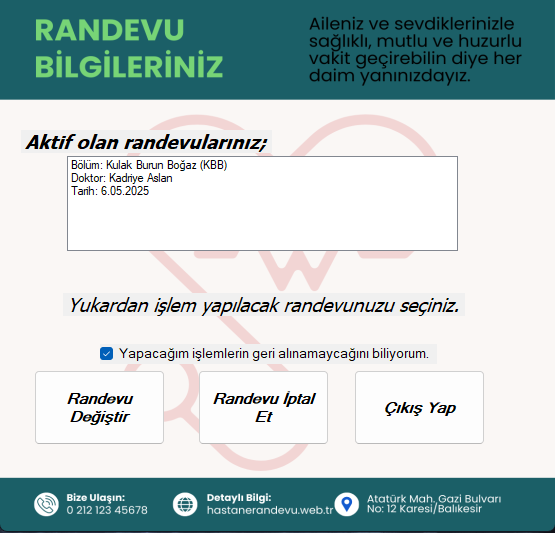 RANDEVU
BİLGİLERİNİZ
Aileniz ve sevdiklerinizle
sağlıklı, mutlu ve huzurlu
vakit geçirebilin diye her
daim yanınızdayız.
Aktif olan randevularınız;
Bölüm: Kulak Burun Boğaz (KBB)
Doktor: Kadriye Aslan
Tarih: 6.05.2025
Yukardan işlem yapılacak randevunuzu seçiniz.
Yapacağım işlemlerin geri alınamaycağını biliyorum.
Randevu
Değiştir
Randevu İptal
Et
Çıkış Yap
Bize Ulaşın:
0 212 123 45678
Detaylı Bilgi:
hastanerandevu.web.tr
Atatürk Mah. Gazi Bulvarı
No: 12 Karesi/Balıkesir